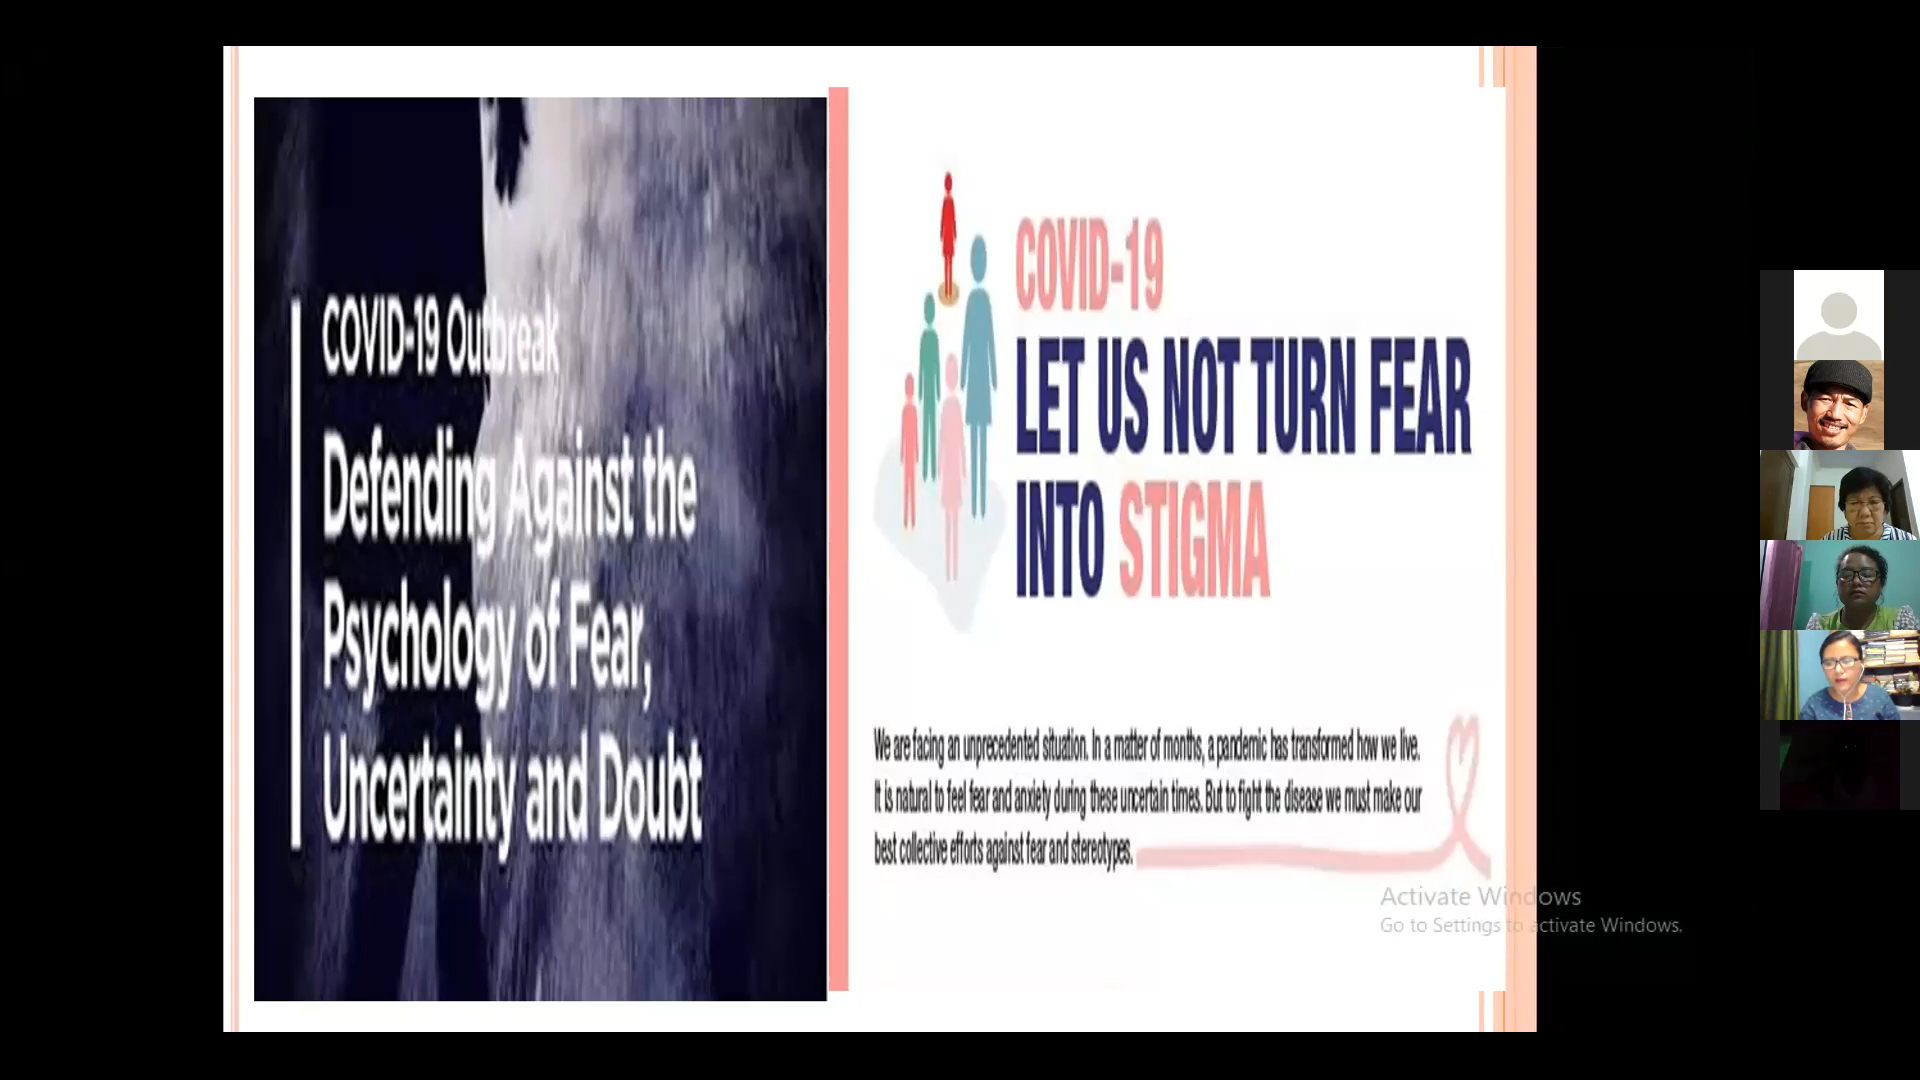 COVID-19 Outbreak
Defending Against the
Psychology of Fear,
Uncertainty and Doubt
COVID-19
LET US NOT TURN FEAR
INTO STIGMA
We are facing an unprecedented situation. In a matter of months, a pandemic has transformed how we live.
It is natural to feel fear and anxiety during these uncertain times. But to fight the disease we must make our
best collective efforts against fear and stereotypes.
Activate Windows
Go to Settings to activate Windows.